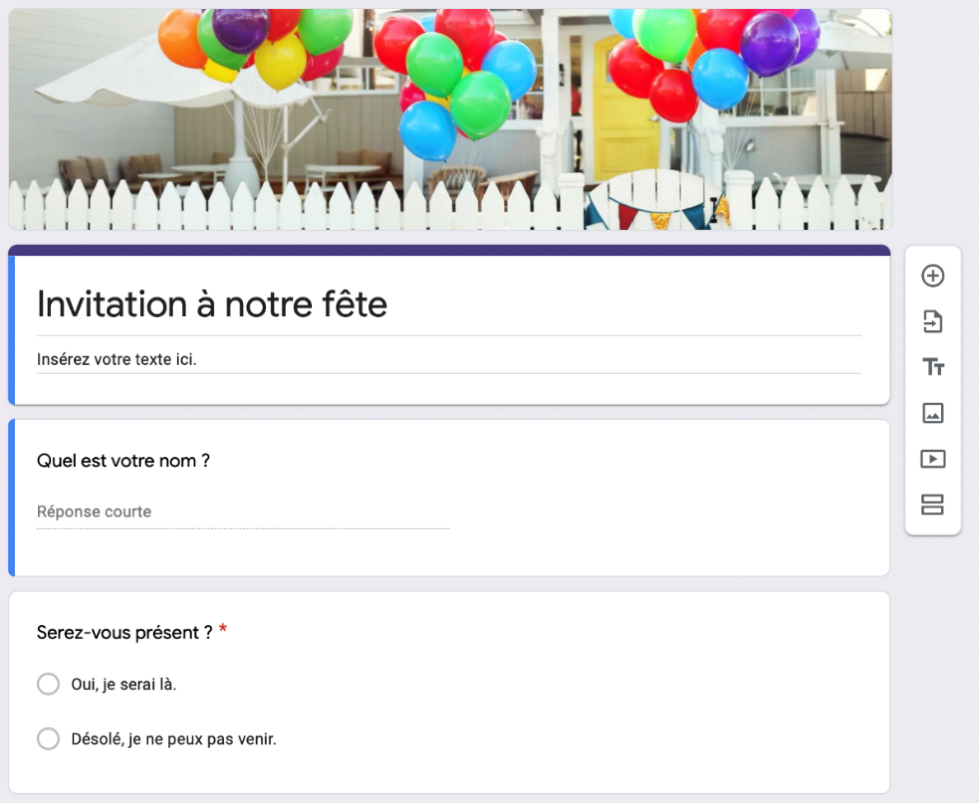 Invitation à notre fête
Insérez votre texte ici.
Quel est votre nom ?
Réponse courte
Serez-vous présent ? *
Oui, je serai là.
Désolé, je ne peux pas venir.